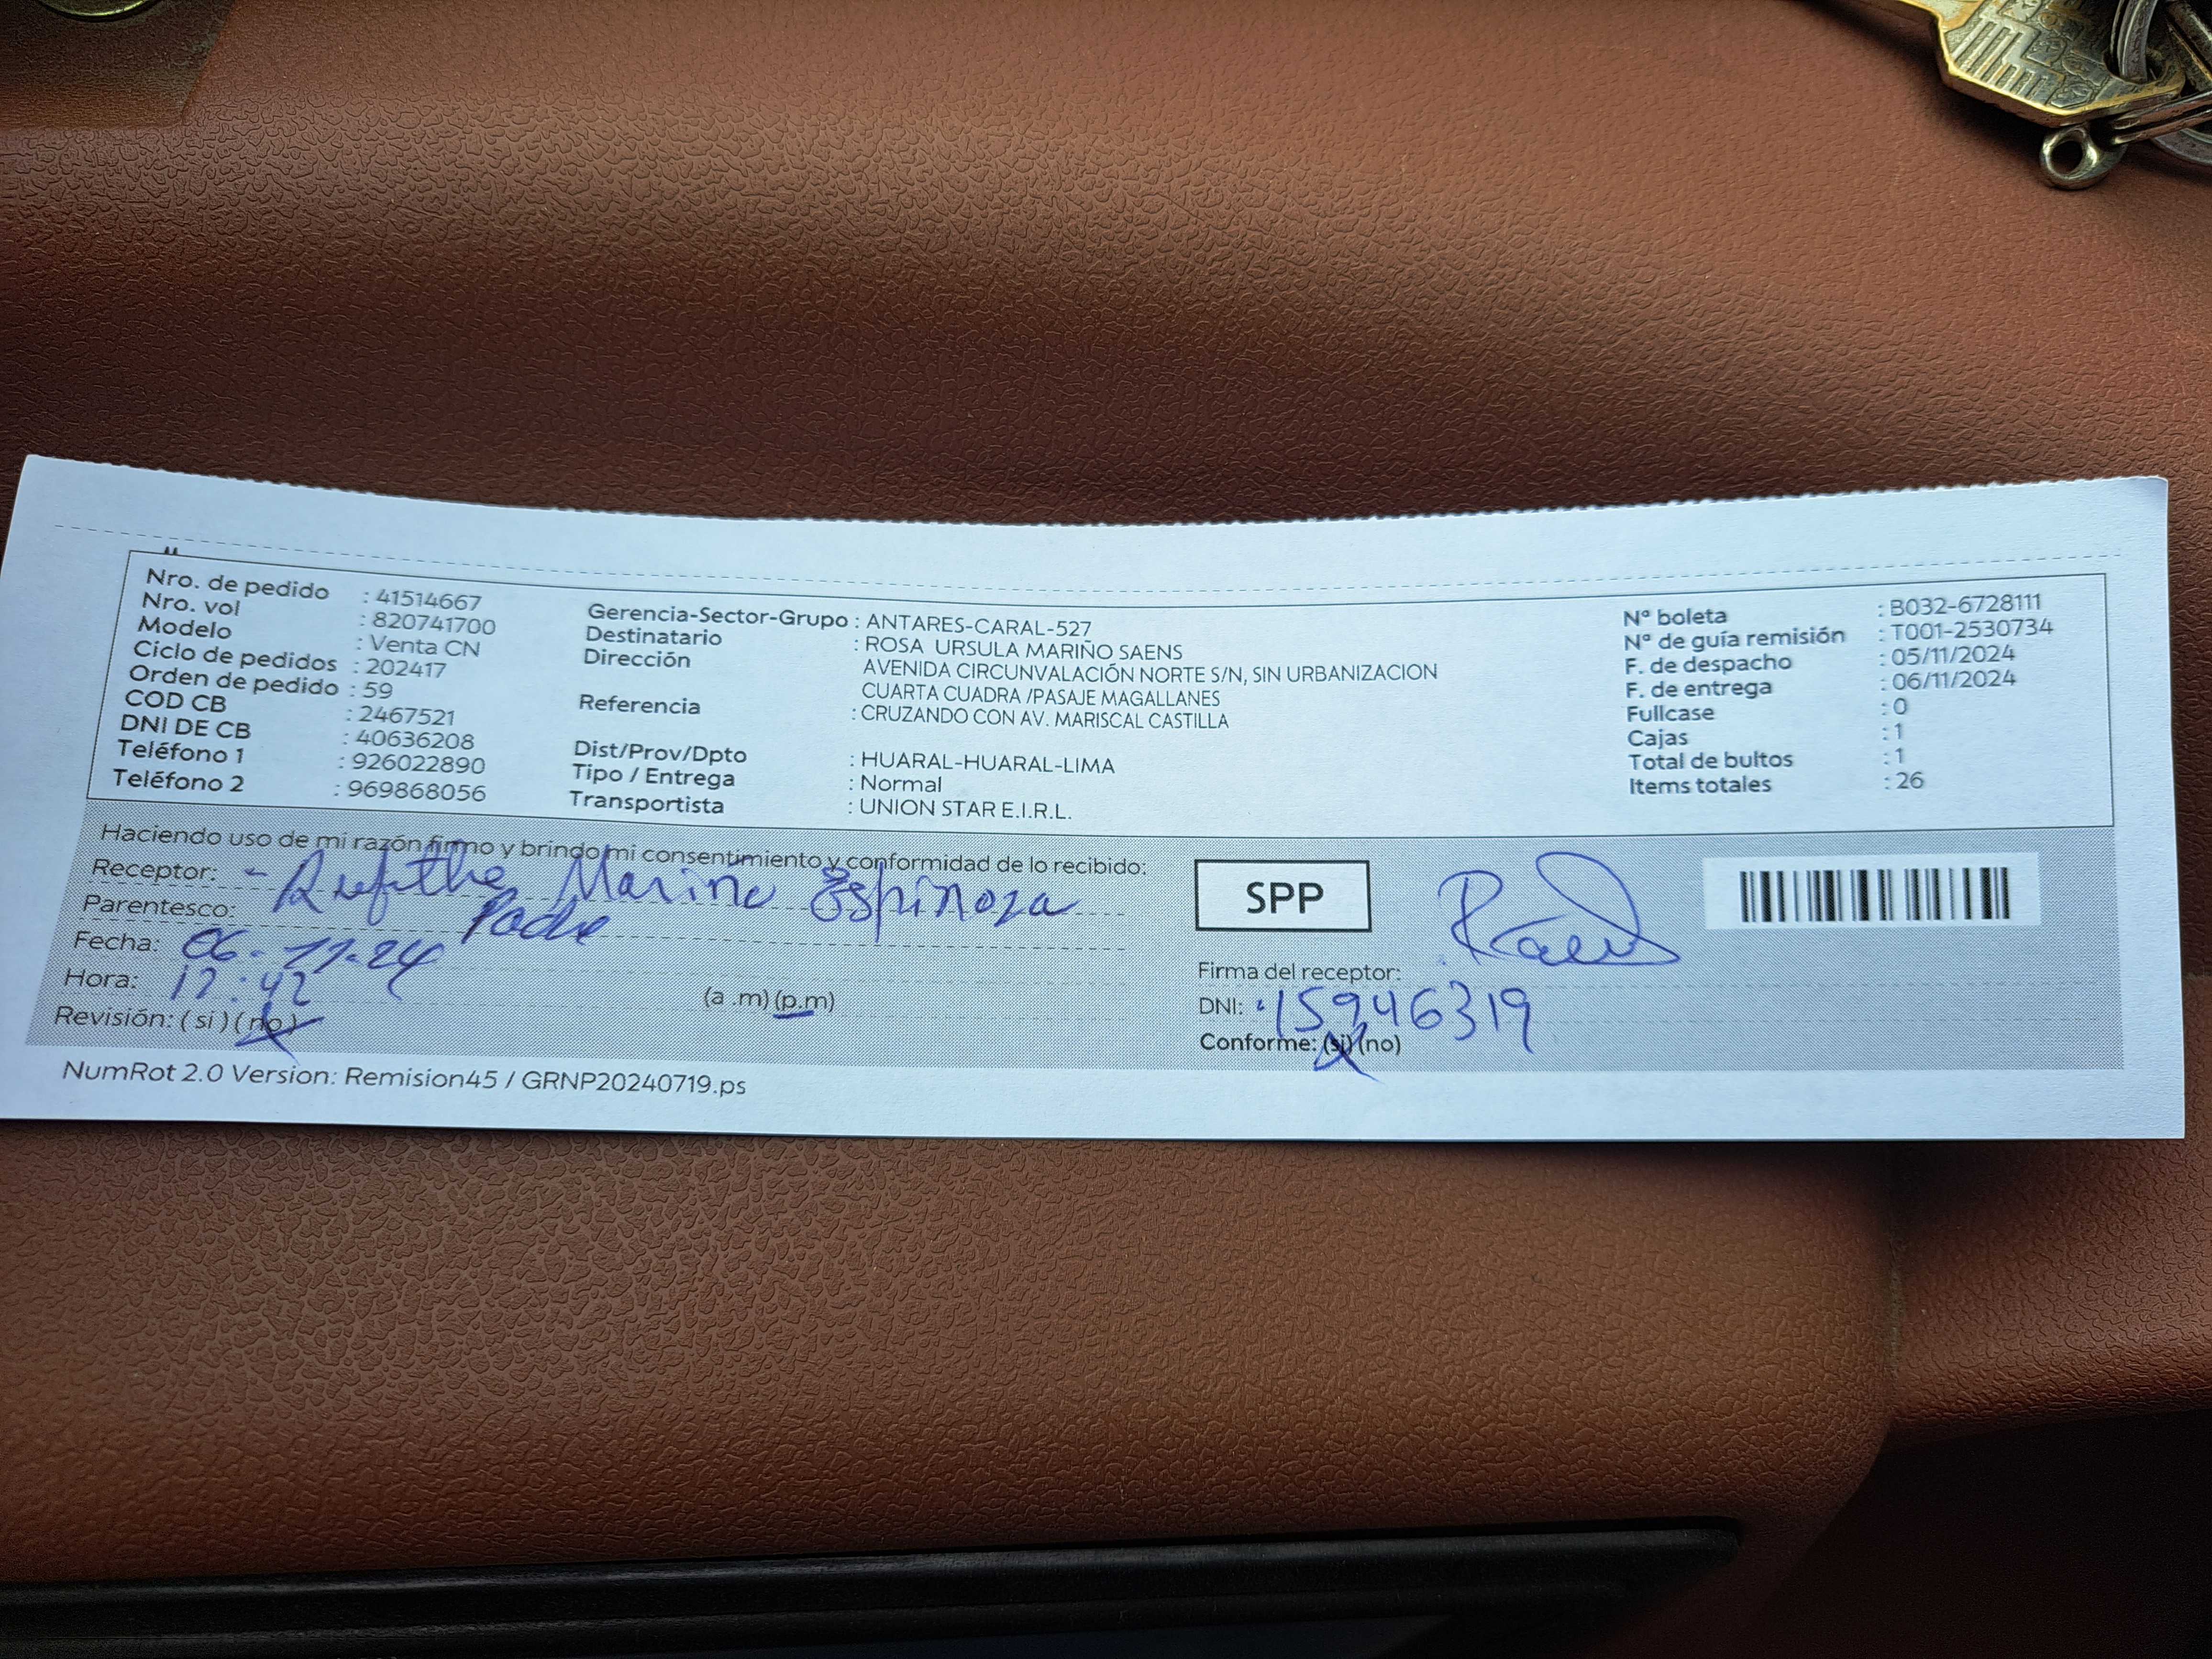 Nro. de pedido : 41514667
Nro. vol : 820741700
Modelo : Venta CN
Ciclo de pedidos : 202417
Orden de pedido : 59
COD CB : 2467521
DNI DE CB : 40636208
Teléfono 1 : 926022890
Teléfono 2 : 969868056
Gerencia-Sector-Grupo : ANTARES-CARAL-527
Destinatario : ROSA URSULA MARIÑO SAENS
Dirección AVENIDA CIRCUNVALACIÓN NORTE S/N, SIN URBANIZACION
CUARTA CUADRA /PASAJE MAGALLANES
Referencia : CRUZANDO CON AV. MARISCAL CASTILLA
Dist/Prov/Dpto : HUARAL-HUARAL-LIMA
Tipo / Entrega : Normal
Transportista : UNION STAR E.I.R.L.
Nª boleta : B032-6728111
Nª de guía remisión : T001-2530734
F. de despacho : 05/11/2024
F. de entrega : 06/11/2024
Fullcase : 0
Cajas : 1
Total de bultos : 1
Items totales : 26
Haciendo uso de mi razón firmo y brindo mi consentimiento y conformidad de lo recibido:
Receptor: Marino Espinoza
Parentesco: Padre
Fecha: 06-11-24
Hora: 12:42 (a .m) (p.m)
Revisión: ( si ) ( no )
SPP
Firma del receptor:
DNI: 15946319
Conforme: (si) (no)
NumRot 2.0 Version: Remision45 / GRNP20240719.ps